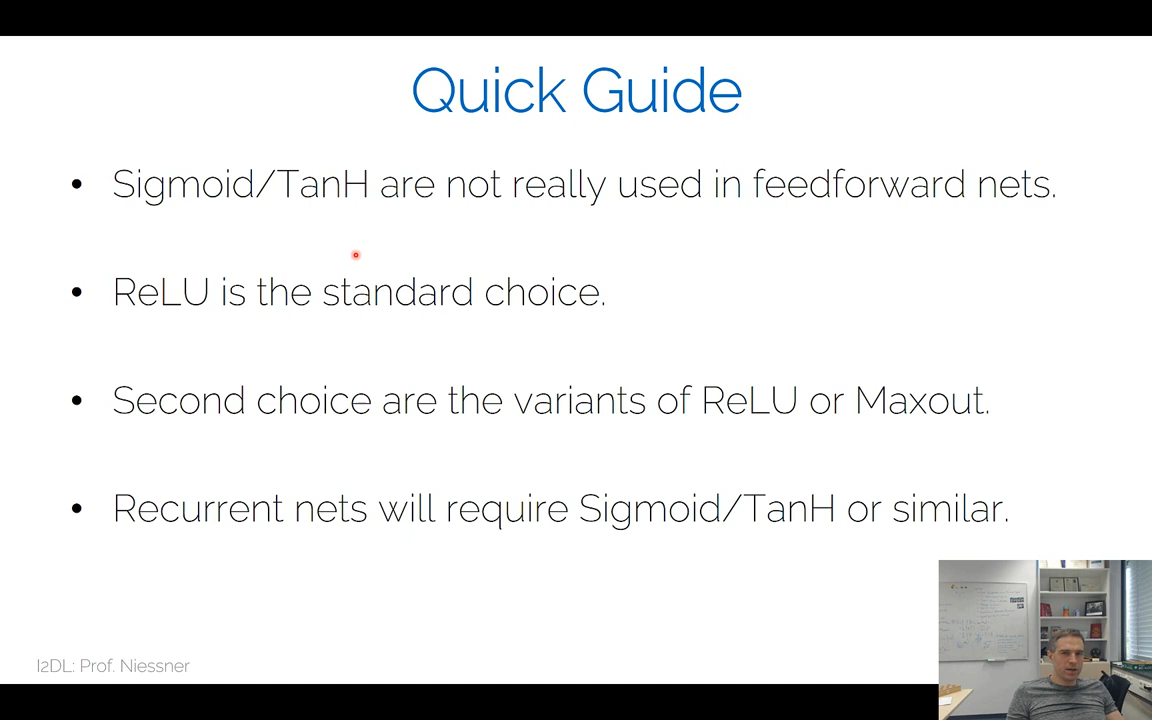 Quick Guide
• Sigmoid/TanH are not really used in feedforward nets.
• ReLU is the standard choice.
• Second choice are the variants of ReLU or Maxout.
• Recurrent nets will require Sigmoid/TanH or similar.
I2DL: Prof. Niessner